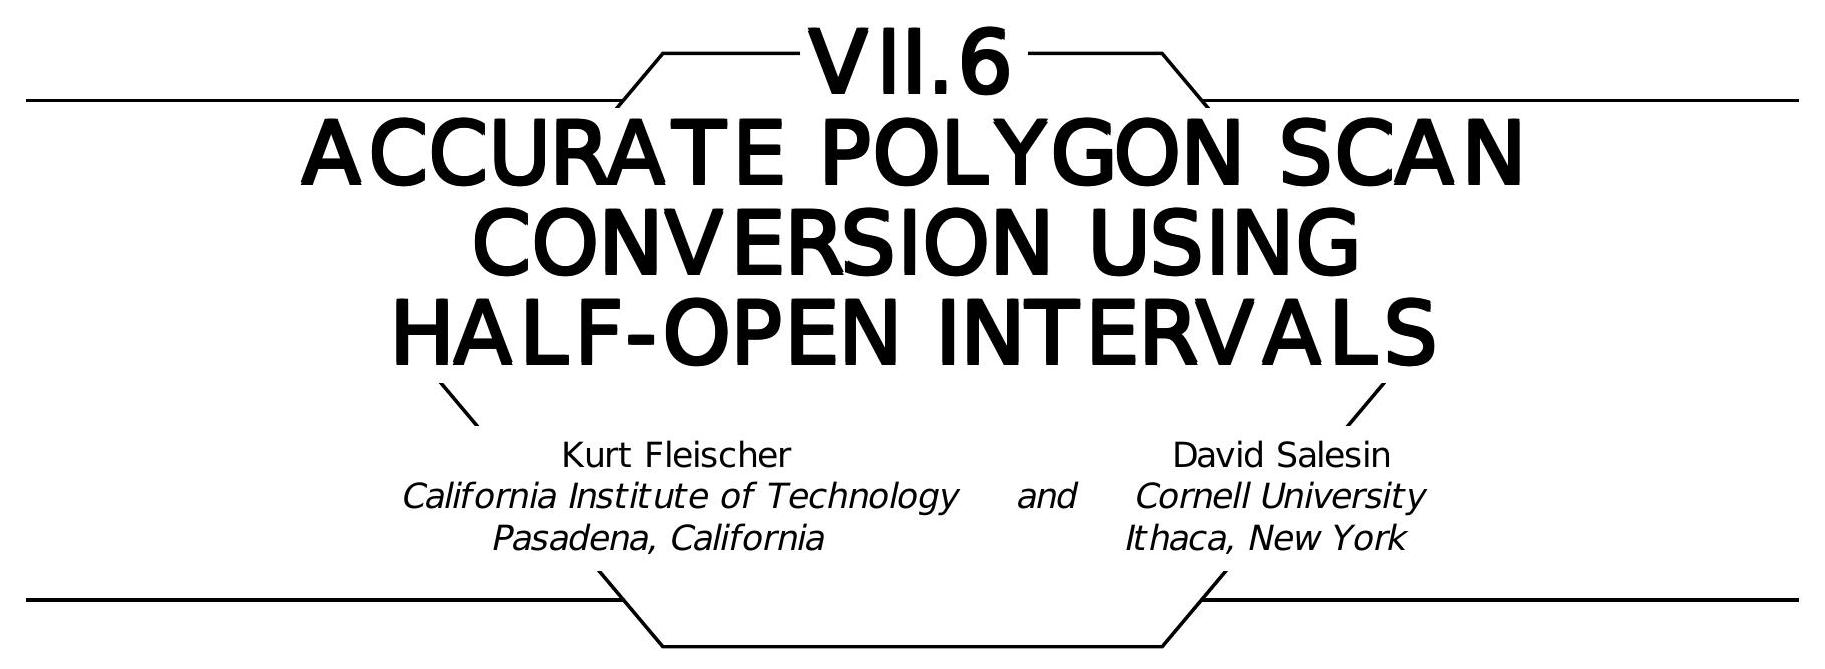 VII.6
ACCURATE POLYGON SCAN
CONVERSION USING
HALF-OPEN INTERVALS
Kurt Fleischer David Salesin
California Institute of Technology and Cornell University
Pasadena, California Ithaca, New York